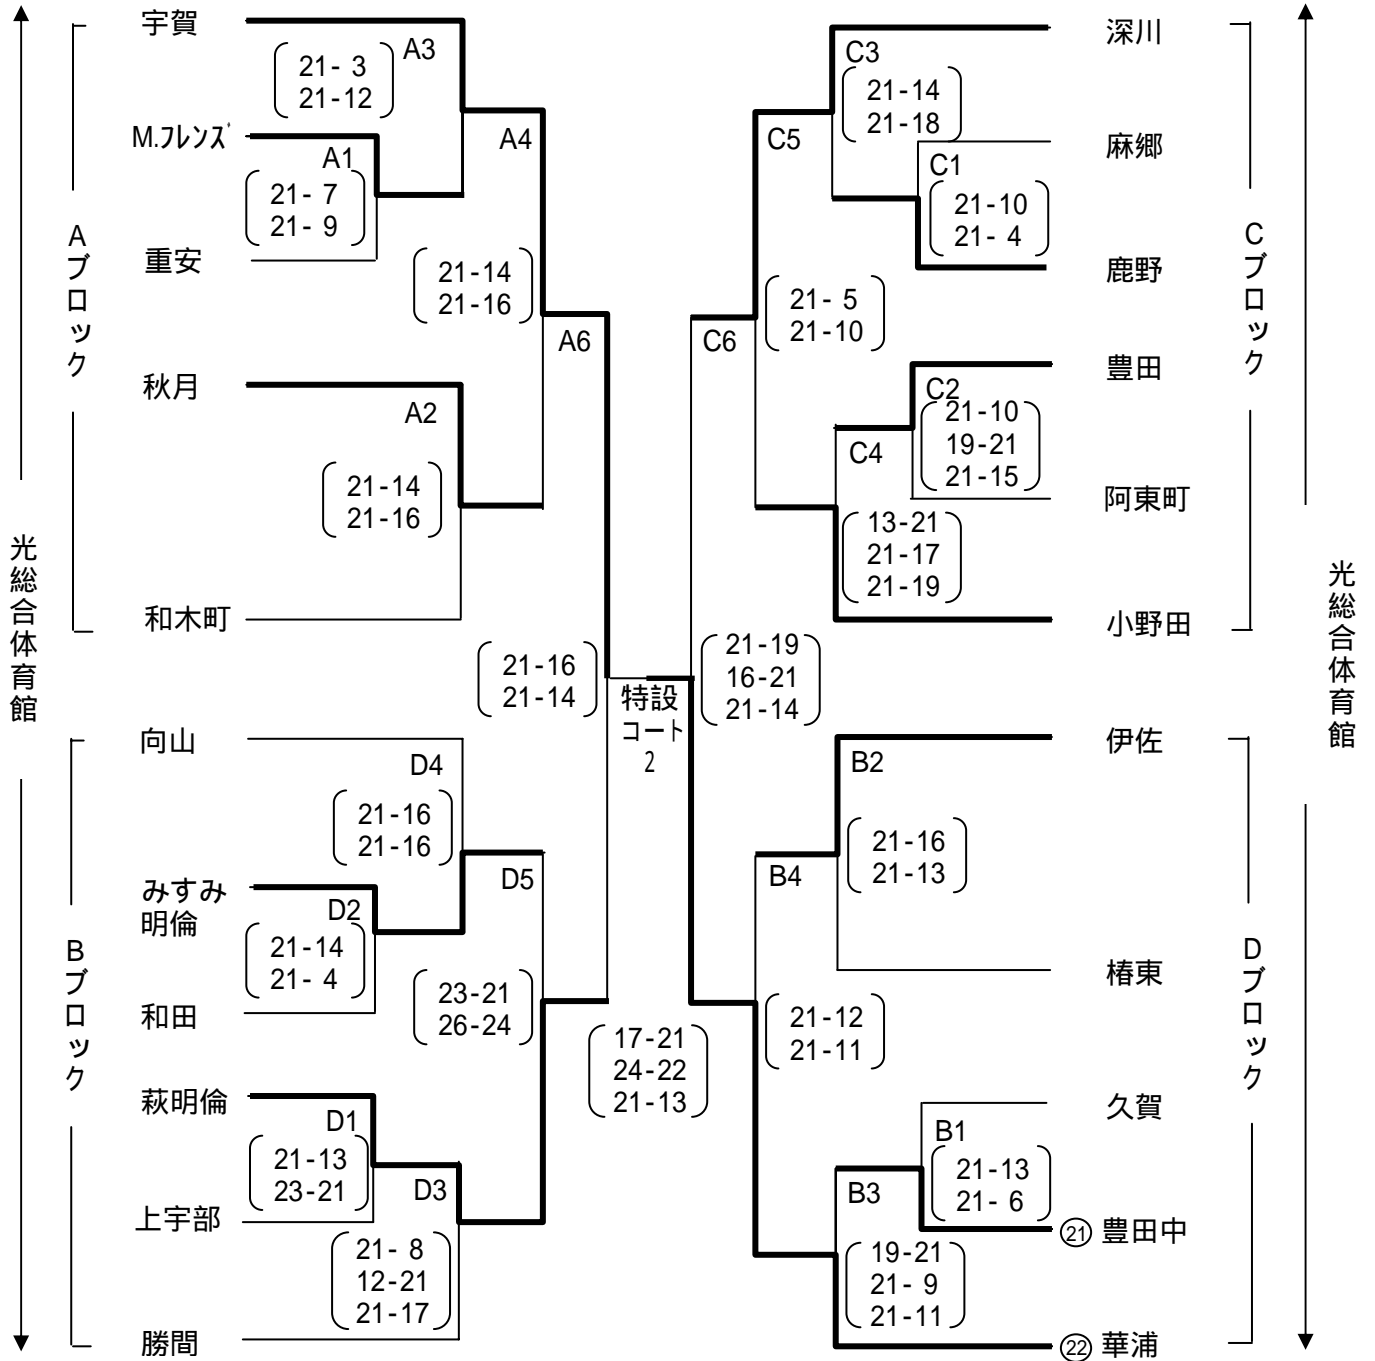 宇賀
A3
21- 3
21-12
M.フレンズ
A1
21- 7
21- 9
重安
A4
21-14
21-16
秋月
A2
21-14
21-16
和木町
A6
21-16
21-14
Aブロック
光総合体育館
向山
D4
21-16
21-16
みすみ
明倫
D2
21-14
21- 4
和田
D5
23-21
26-24
萩明倫
D1
21-13
23-21
上宇部
D3
21- 8
12-21
21-17
勝間
Bブロック
特設
コート
2
17-21
24-22
21-13
深川
C3
21-14
21-18
麻郷
C1
21-10
21- 4
鹿野
C5
21- 5
21-10
豊田
C2
21-10
19-21
21-15
阿東町
C4
13-21
21-17
21-19
小野田
C6
21-19
16-21
21-14
Cブロック
光総合体育館
伊佐
B2
21-16
21-13
椿東
B4
21-12
21-11
久賀
B1
21-13
21- 6
㉑ 豊田中
B3
19-21
21- 9
21-11
㉒ 華浦
Dブロック